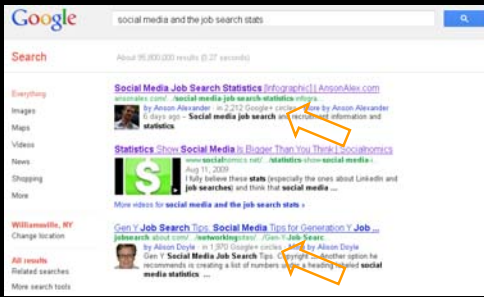 Google
social media and the job search stats
Search
About 95,800,000 results (0.27 seconds)
Everything
Images
Maps
Videos
News
Shopping
More
Williamsville, NY
Change location
All results
Related searches
More search tools
Social Media Job Search Statistics [Infographic] | AnsonAlex.com
ansonalex.com/.../social-media-job-search-statistics-infogra...
by Anson Alexander - in 2,212 Google+ circles - More by Anson Alexander
6 days ago – Social media job search and recruitment information and
statistics.
Statistics Show Social Media Is Bigger Than You Think | Socialnomics
www.socialnomics.net/.../statistics-show-social-media-i...
Aug 11, 2009
I fully believe these stats (especially the ones about LinkedIn and
job searches) and think that social media ...
More videos for social media and the job search stats »
Gen Y Job Search Tips, Social Media Tips for Generation Y Job ...
jobsearch.about.com/.../networkingsites/.../Gen-Y-Job-Searc
by Alison Doyle - in 1,970 Google+ circles - More by Alison Doyle
Gen Y Social Media Job Search Tips. Copyright ... Another option he
recommends is creating a list of numbers under a heading labeled social
media statistics ...